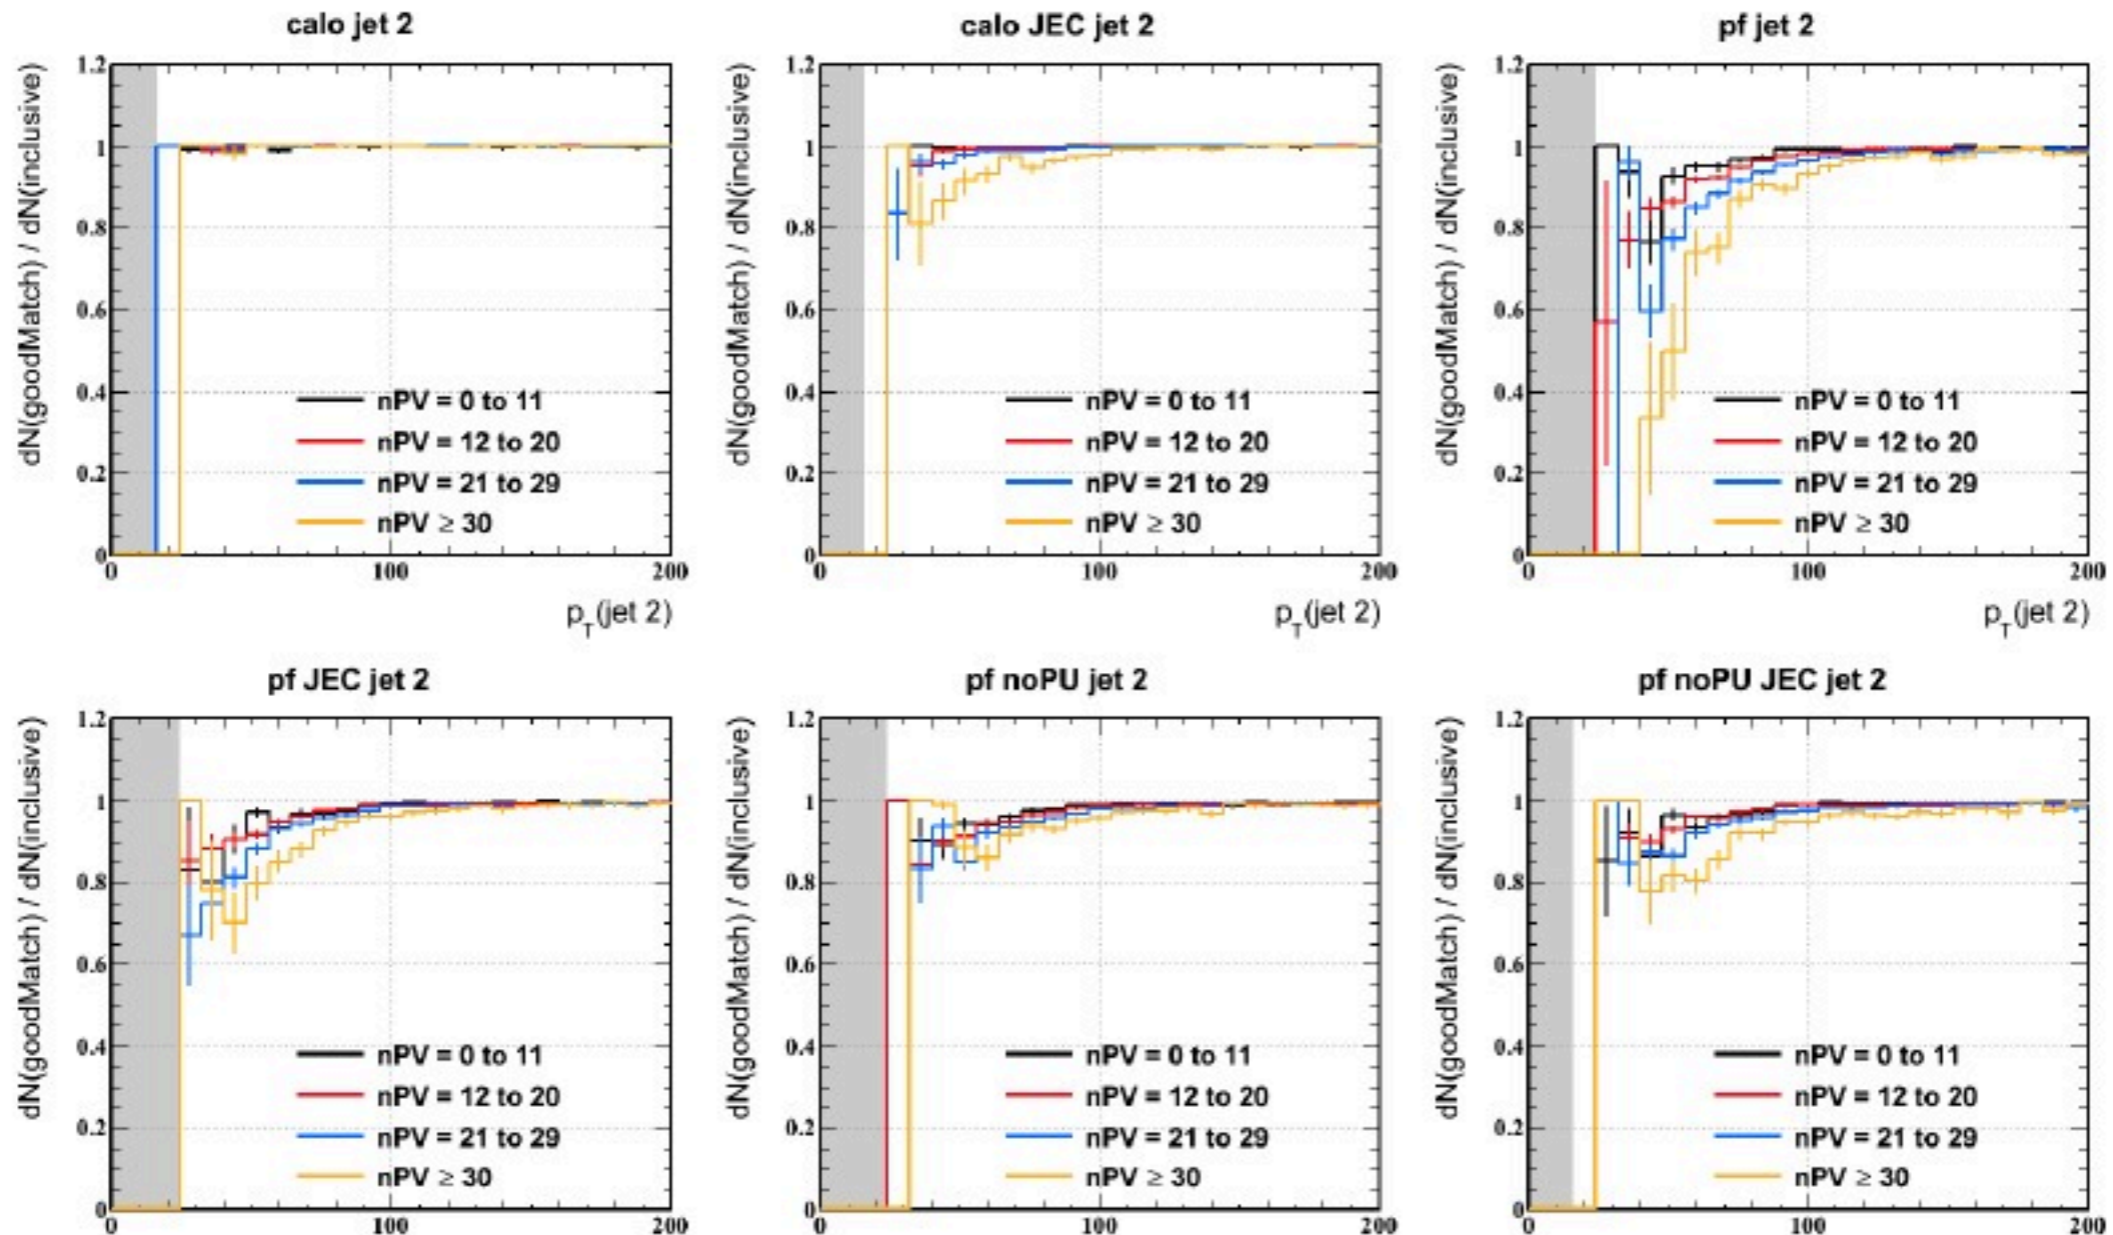 calo jet 2
dN(goodMatch) / dN(inclusive)
1.2
1
0.8
0.6
0.4
0.2
0
nPV = 0 to 11
nPV = 12 to 20
nPV = 21 to 29
nPV ≥ 30
0
100
200
pT(jet 2)
calo JEC jet 2
dN(goodMatch) / dN(inclusive)
1.2
1
0.8
0.6
0.4
0.2
0
nPV = 0 to 11
nPV = 12 to 20
nPV = 21 to 29
nPV ≥ 30
0
100
200
pT(jet 2)
pf jet 2
dN(goodMatch) / dN(inclusive)
1.2
1
0.8
0.6
0.4
0.2
0
nPV = 0 to 11
nPV = 12 to 20
nPV = 21 to 29
nPV ≥ 30
0
100
200
pT(jet 2)
pf JEC jet 2
dN(goodMatch) / dN(inclusive)
1.2
1
0.8
0.6
0.4
0.2
0
nPV = 0 to 11
nPV = 12 to 20
nPV = 21 to 29
nPV ≥ 30
0
100
200
pf noPU jet 2
dN(goodMatch) / dN(inclusive)
1.2
1
0.8
0.6
0.4
0.2
0
nPV = 0 to 11
nPV = 12 to 20
nPV = 21 to 29
nPV ≥ 30
0
100
200
pf noPU JEC jet 2
dN(goodMatch) / dN(inclusive)
1.2
1
0.8
0.6
0.4
0.2
0
nPV = 0 to 11
nPV = 12 to 20
nPV = 21 to 29
nPV ≥ 30
0
100
200